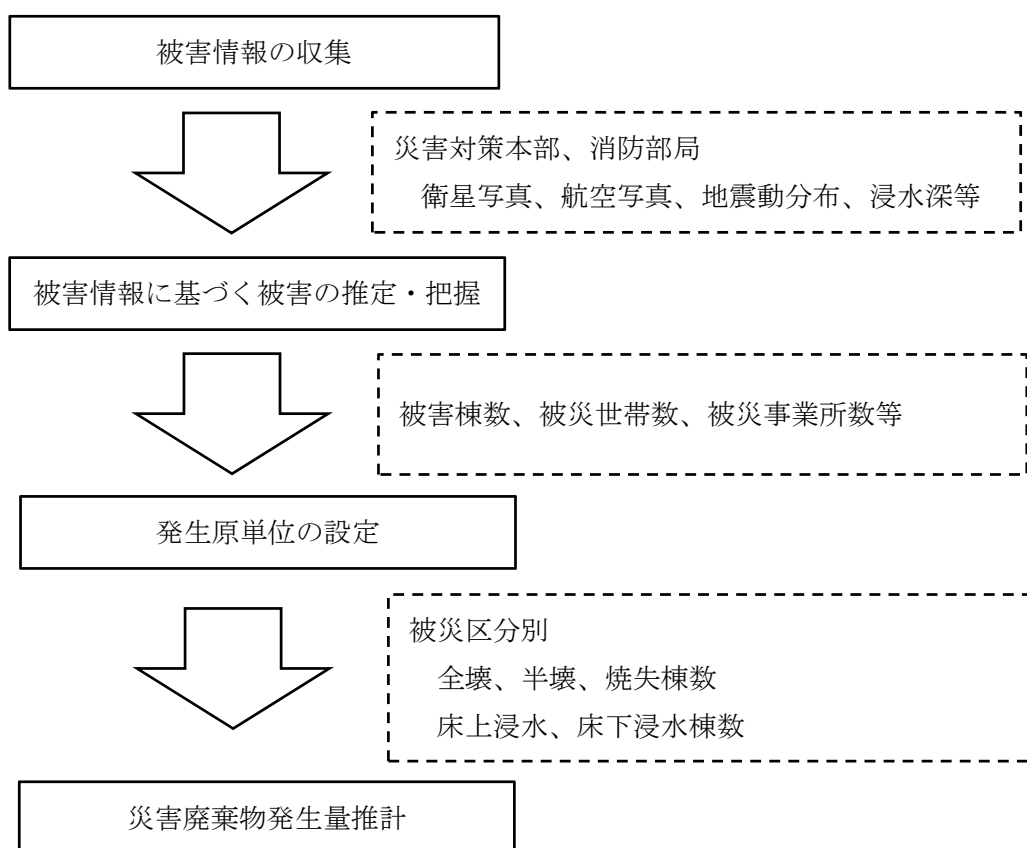 被害情報の収集
災害対策本部、消防部局
衛星写真、航空写真、地震動分布、浸水深等
被害情報に基づく被害の推定・把握
被害棟数、被災世帯数、被災事業所数等
発生原単位の設定
被災区分別
全壊、半壊、焼失棟数
床上浸水、床下浸水棟数
災害廃棄物発生量推計